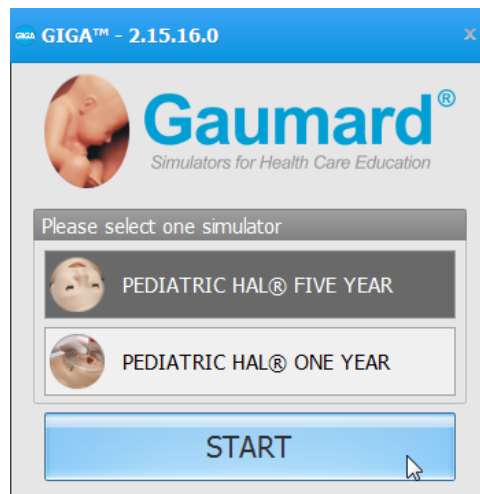 GIGA™ - 2.15.16.0
x
Gaumard®
Simulators for Health Care Education
Please select one simulator
PEDIATRIC HAL® FIVE YEAR
PEDIATRIC HAL® ONE YEAR
START